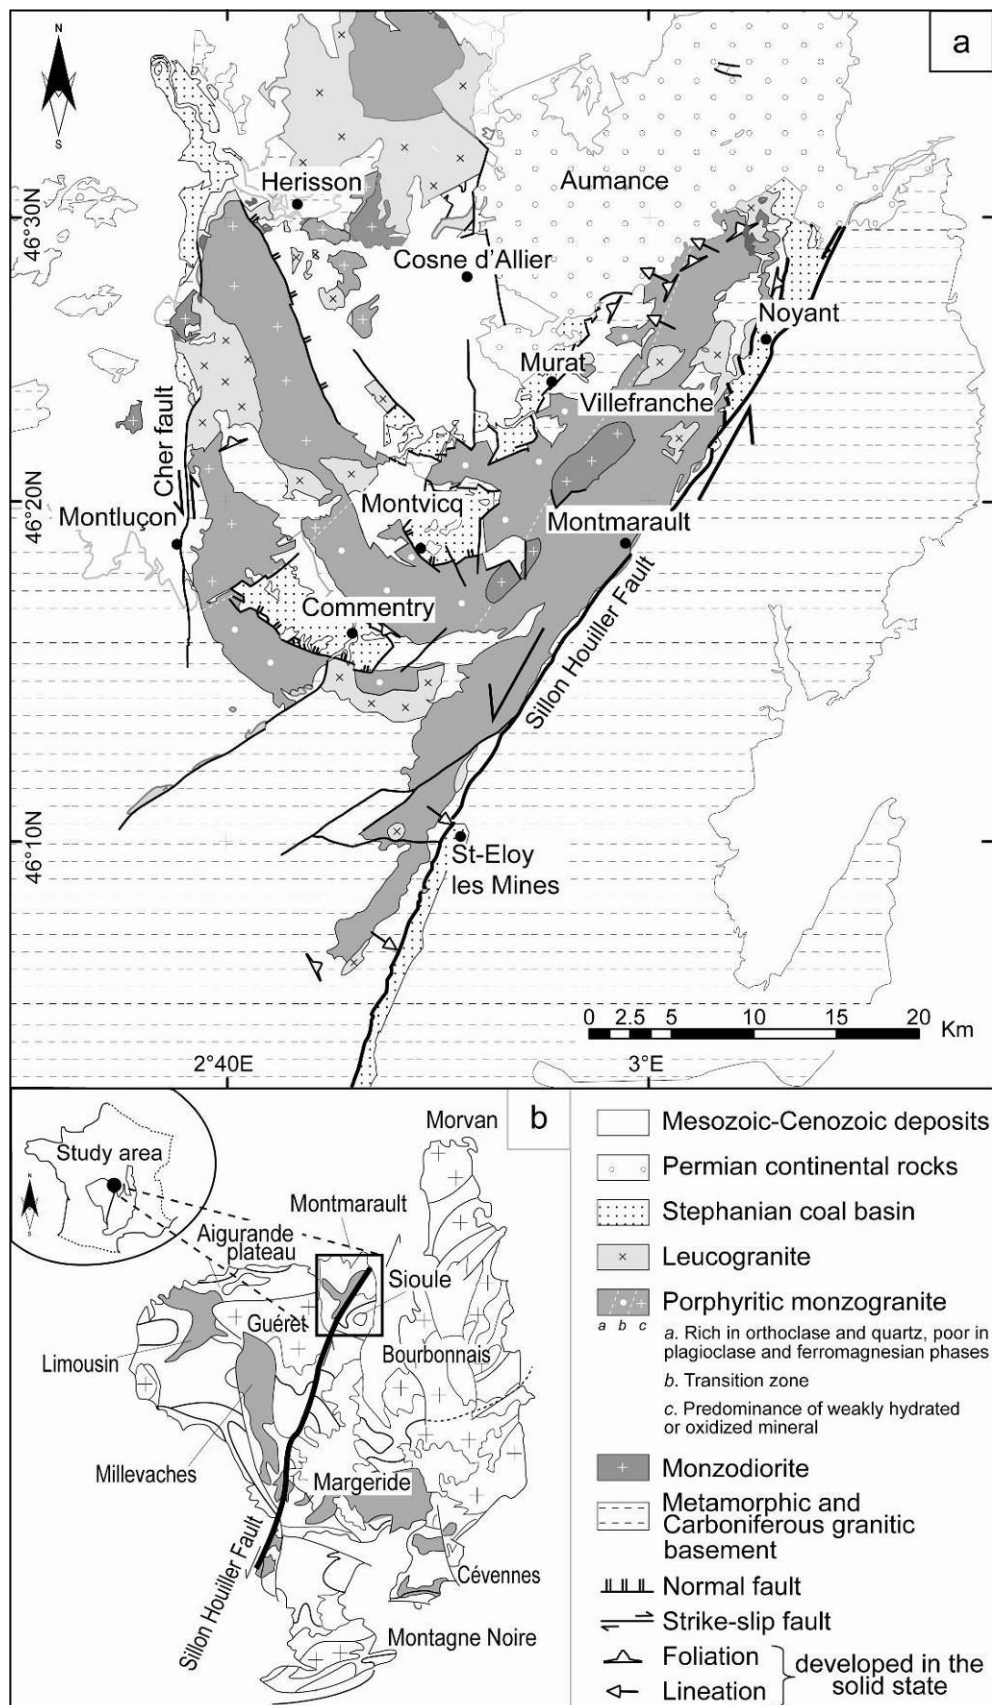 N
S
a
Herisson
Aumance
46°30N
Cosne d'Allier
Noyant
Murat
Villefranche
Cher fault
46°20N
Montvicq
Montluçon
Montmarault
Commentry
Sillon Houiller Fault
46°10N
St-Eloy
les Mines
0 2.5 5 10 15 20 Km
2°40E
3°E
b
Morvan
Study area
N
S
Montmarault
Aigurande
plateau
Sioule
Guéret
Limousin
Bourbonnais
Millevaches
Margeride
Sillon Houiller Fault
Cévennes
Montagne Noire
Mesozoic-Cenozoic deposits
Permian continental rocks
Stephanian coal basin
Leucogranite
Porphyritic monzogranite
a b c
a. Rich in orthoclase and quartz, poor in
plagioclase and ferromagnesian phases
b. Transition zone
c. Predominance of weakly hydrated
or oxidized mineral
Monzodiorite
Metamorphic and
Carboniferous granitic
basement
Normal fault
Strike-slip fault
Foliation
Lineation
developed in the
solid state